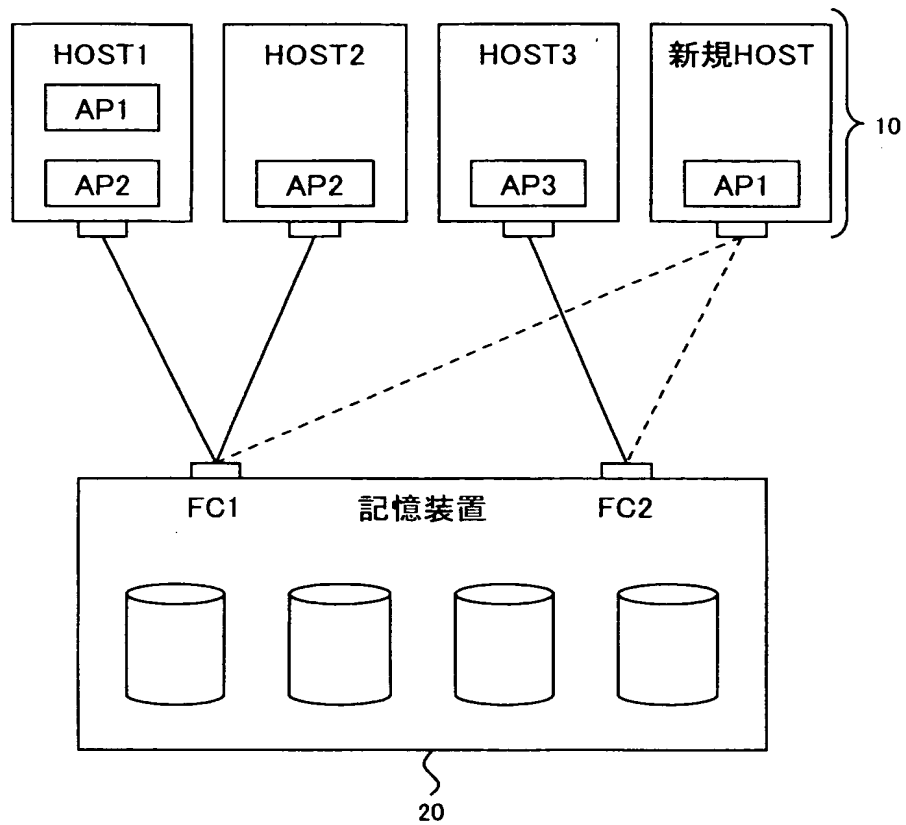 HOST1
HOST2
HOST3
新規HOST
AP1
AP2
AP2
AP3
AP1
10
FC1
記憶装置
FC2
20